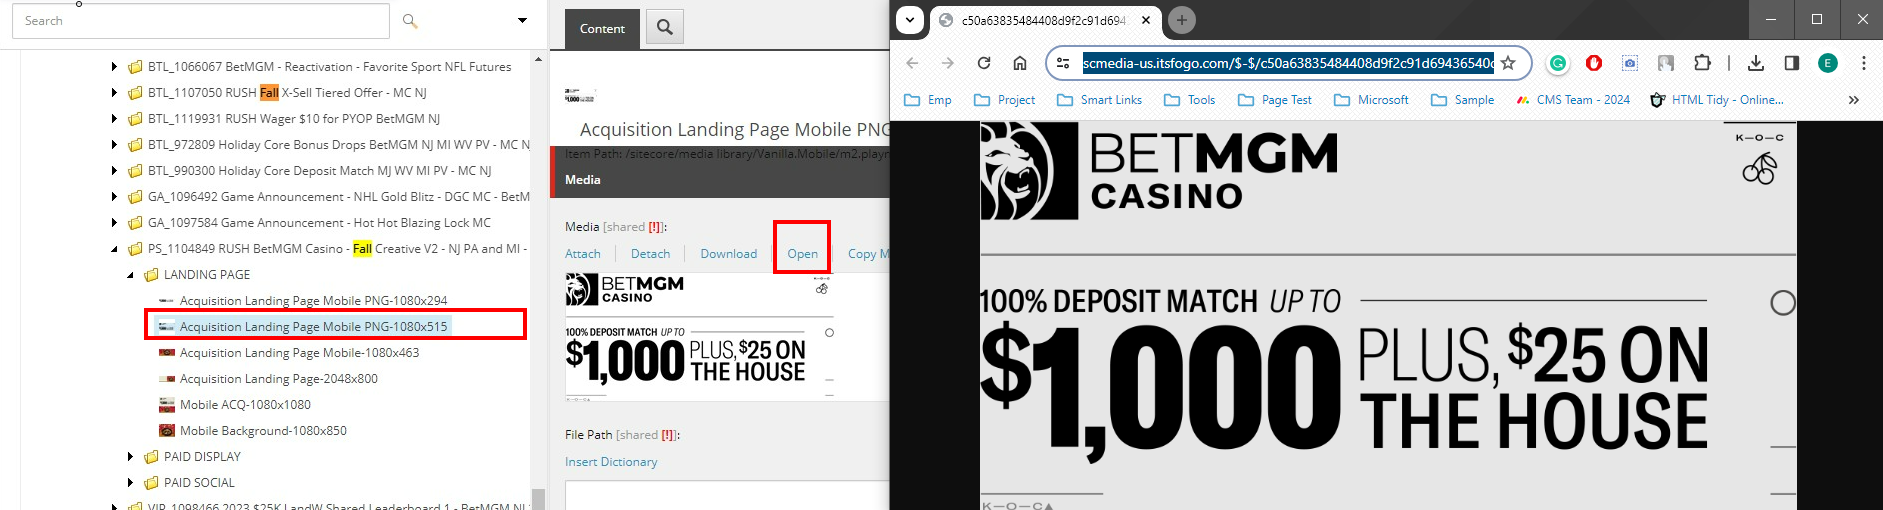 Search
BTL_1066067 BetMGM - Reactivation - Favorite Sport NFL Futures
BTL_1107050 RUSH Fall X-Sell Tiered Offer - MC NJ
BTL_1119931 RUSH Wager $10 for PYOP BetMGM NJ
BTL_972809 Holiday Core Bonus Drops BetMGM NJ MI WV PV - MC N
BTL_990300 Holiday Core Deposit Match MJ WV MI PV - MC NJ
GA_1096492 Game Announcement - NHL Gold Blitz - DGC MC - BetM
GA_1097584 Game Announcement - Hot Hot Blazing Lock MC
PS_1104849 RUSH BetMGM Casino - Fall Creative V2 - NJ PA and MI -
LANDING PAGE
Acquisition Landing Page Mobile PNG-1080x294
Acquisition Landing Page Mobile PNG-1080x515
Acquisition Landing Page Mobile-1080x463
Acquisition Landing Page-2048x800
Mobile ACQ-1080x1080
Mobile Background-1080x850
PAID DISPLAY
PAID SOCIAL
VIP_1098466 2023 $25K LandW Shared Leaderboard 1 - BetMGM NJ
Content
Acquisition Landing Page Mobile PNG
Item Path: /sitecore/media library/Vanilla.Mobile/m2.playm
Media
Media [shared [!]]:
Attach Detach Download Open Copy M
BETMGM
CASINO
100% DEPOSIT MATCH UP TO
$1,000 PLUS, $25 ON
THE HOUSE
K-O-C
File Path [shared [!]]:
Insert Dictionary
c50a63835484408d9f2c91d694
scmedia-us.itsfogo.com/$-$/c50a63835484408d9f2c91d69436540c
E
Emp Project Smart Links Tools Page Test Microsoft Sample CMS Team - 2024 HTML Tidy - Online...
BETMGM
CASINO
K—O—C
100% DEPOSIT MATCH UP TO
$1,000 PLUS, $25 ON
THE HOUSE
K—O—C